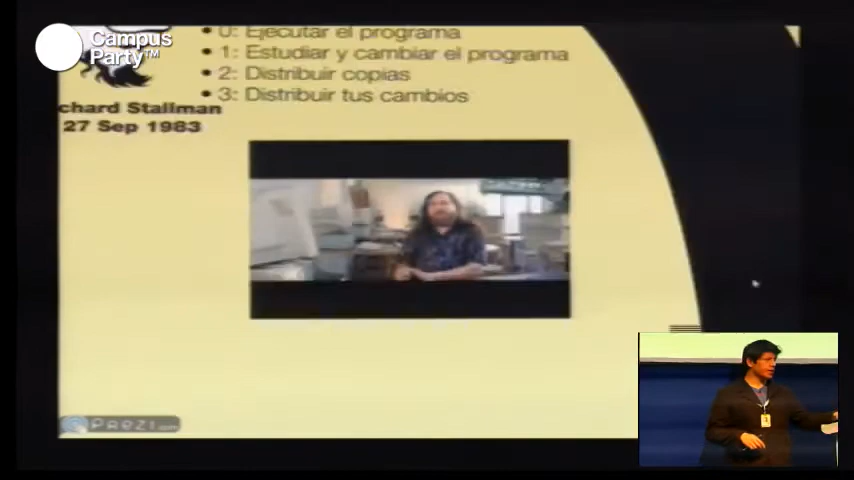 Campus
Party™
• 0: Ejecutar el programa
• 1: Estudiar y cambiar el programa
• 2: Distribuir copias
• 3: Distribuir tus cambios
chard Stallman
27 Sep 1983
PREZI.com